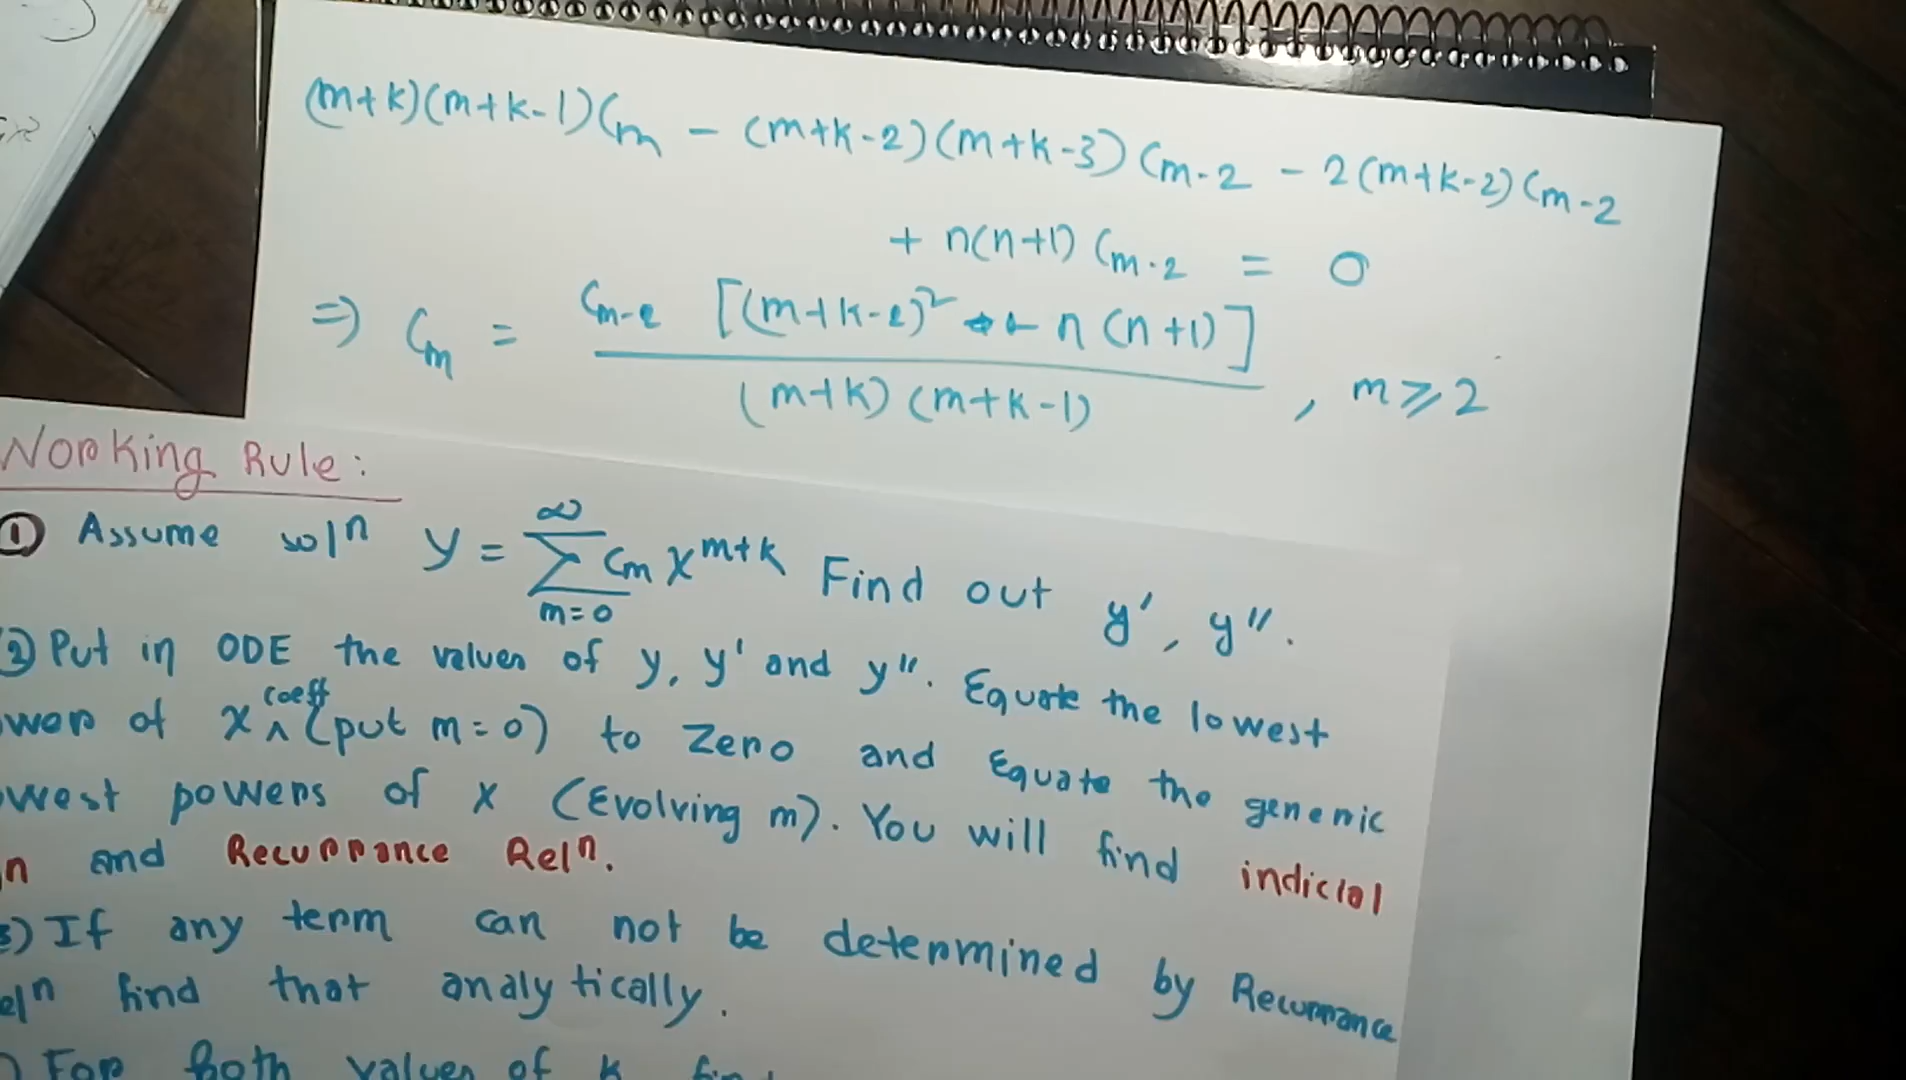 (m+k)(m+k-1)Cm - (m+k-2)(m+k-3)Cm-2 - 2(m+k-2)Cm-2
+ n(n+1) Cm-2 = 0
⇒ Cm = Cm-2 [(m+k-2)² - n(n+1)] / (m+k)(m+k-1) , m ⩾ 2
Working Rule:
① Assume solⁿ y = ∑_{m=0}^{∞} Cm x^{m+k} Find out y', y''.
② Put in ODE the values of y, y' and y''. Equate the lowest
of x ^coeff (put m=0) to Zero and Equate the generic
powers of x (Evolving m). You will find indicial
and Recurrance Relⁿ.
3) If any term can not be determined by Recurrance
find that analytically.
For both values of k